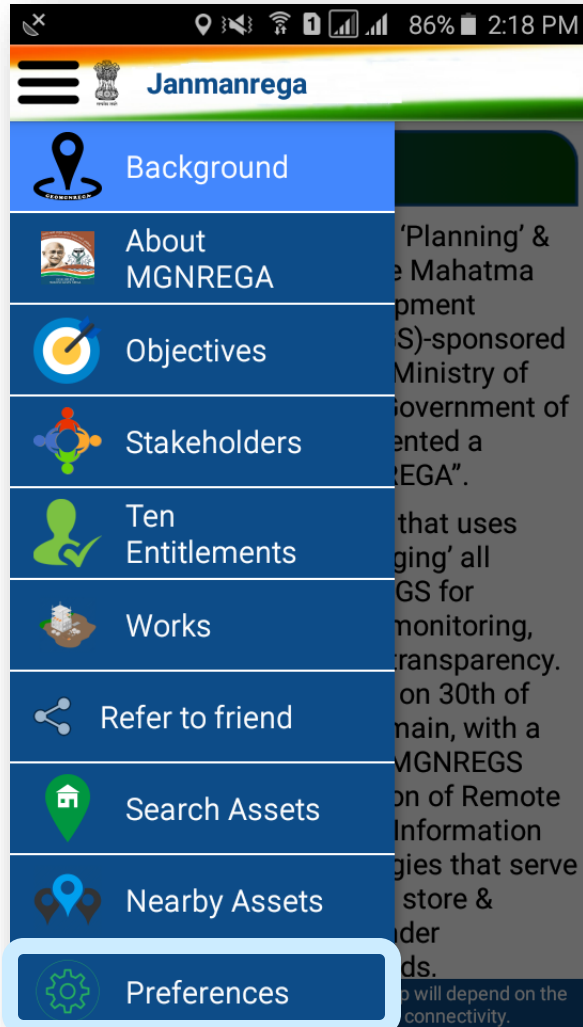 1 86% 2:18 PM
Janmanrega
GEOMGNREGA
Background
About
MGNREGA
Objectives
Stakeholders
Ten
Entitlements
Works
Refer to friend
Search Assets
Nearby Assets
Preferences
‘Planning’ &
Mahatma
pment
S)-sponsored
Ministry of
Government of
ented a
REGA”.
that uses
ging’ all
GS for
monitoring,
transparency.
on 30th of
main, with a
MGNREGS
on of Remote
Information
gies that serve
store &
der
ds.
p will depend on the
connectivity.